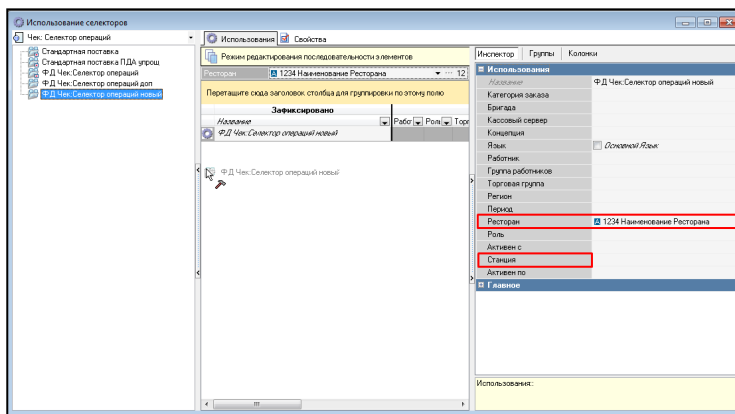 Использование селекторов
Чек: Селектор операций
Стандартная поставка
Стандартная поставка ПДА упрощ
ФД Чек:Селектор операций
ФД Чек:Селектор операций доп
ФД Чек:Селектор операций новый
Использования Свойства
Режим редактирования последовательности элементов
Ресторан 1234 Наименование Ресторана 12
Перетащите сюда заголовок столбца для группировки по этому полю
Зафиксировано
Название Рабо Роль Торг
ФД Чек:Селектор операций новый
ФД Чек:Селектор операций новый
Инспектор Группы Колонки
Использования
Название ФД Чек:Селектор операций новый
Категория заказа
Бригада
Кассовый сервер
Концепция
Язык Основной Язык
Работник
Группа работников
Торговая группа
Регион
Период
Ресторан 1234 Наименование Ресторана
Роль
Активен с
Станция
Активен по
Главное
Использования: